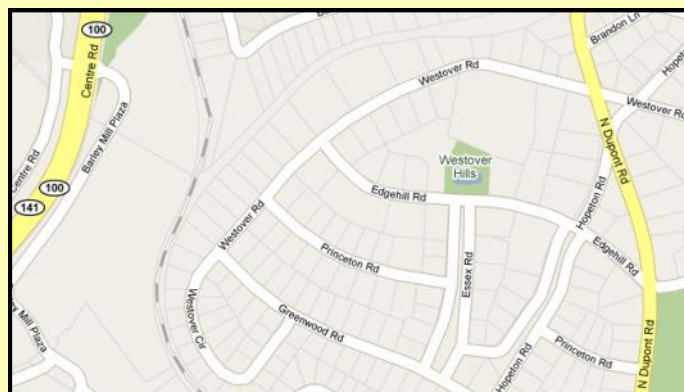 100
Brandon Ln
Centre Rd
Westover Rd
Hopeton
Westover Rd
Barley Mill Plaza
N Dupont Rd
Westover
Hills
Centre Rd
100
141
Edgehill Rd
Hopeton Rd
Westover Rd
Edgehill Rd
Princeton Rd
Essex Rd
Westover Cir
Greenwood Rd
Mill Plaza
Hopeton Rd
Princeton Rd
N Dupont Rd